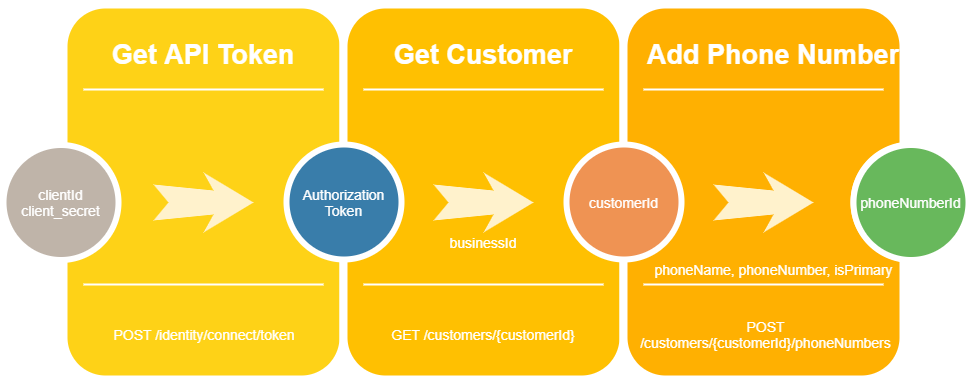 Get API Token
Get Customer
Add Phone Number
clientId
client_secret
Authorization
Token
businessId
customerId
phoneName, phoneNumber, isPrimary
phoneNumberId
POST /identity/connect/token
GET /customers/{customerId}
POST
/customers/{customerId}/phoneNumbers